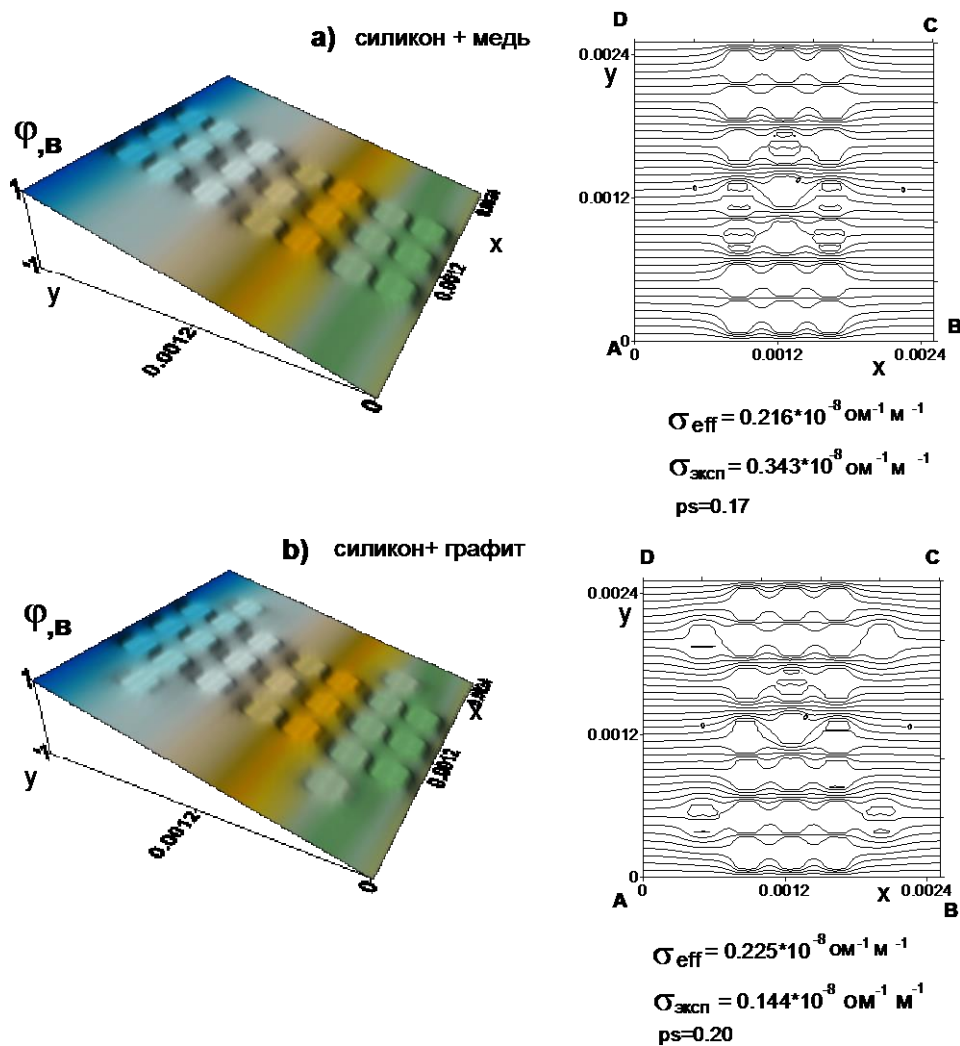 a) силикон + медь
D
C
0.0024
y
φ,в
1
0.0012
x
0.0012
y
0.0012
0
A
0
B
0
0.0012
0.0024
x
σeff = 0.216*10⁻⁸ ом⁻¹ м⁻¹
σэксп = 0.343*10⁻⁸ ом⁻¹ м⁻¹
ps=0.17
b) силикон+ графит
D
C
0.0024
y
φ,в
1
x
0.0012
0.0012
y
0.0012
0
0
A
0
0.0012
x
0.0024
B
σeff = 0.225*10⁻⁸ ом⁻¹ м⁻¹
σэксп = 0.144*10⁻⁸ ом⁻¹ м⁻¹
ps=0.20